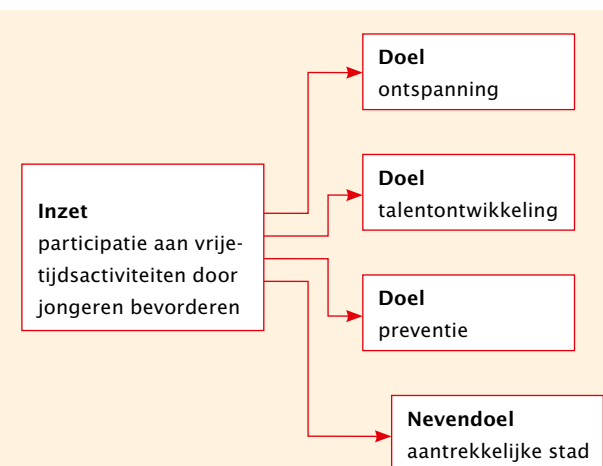 Inzet
participatie aan vrije-
tijdsactiviteiten door
jongeren bevorderen
Doel
ontspanning
Doel
talentontwikkeling
Doel
preventie
Nevendoel
aantrekkelijke stad